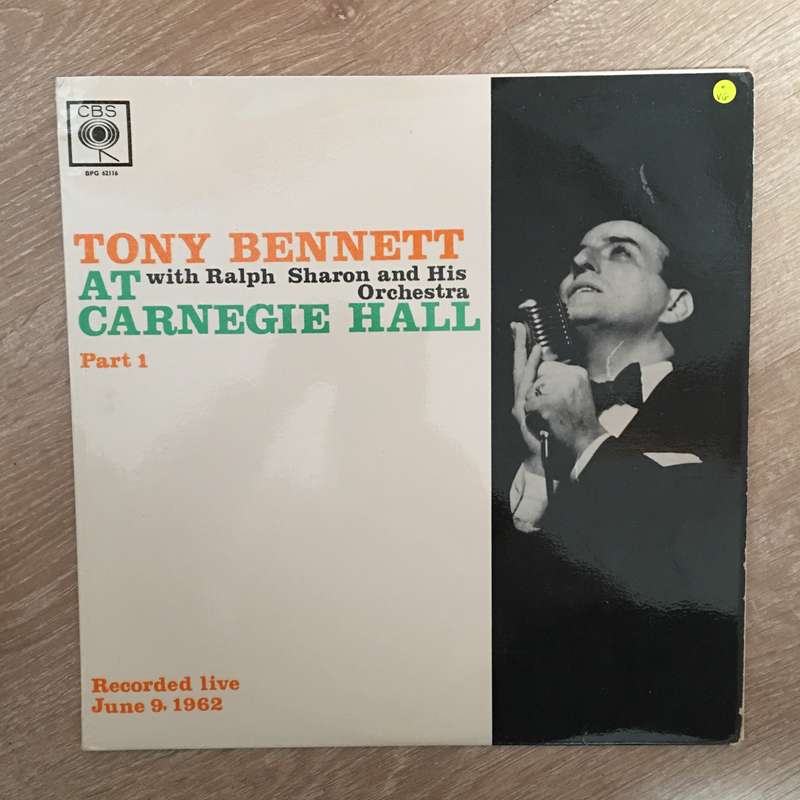 CBS
BPG 62116
TONY BENNETT
AT with Ralph Sharon and His
Orchestra
CARNEGIE HALL
Part 1
Recorded live
June 9, 1962